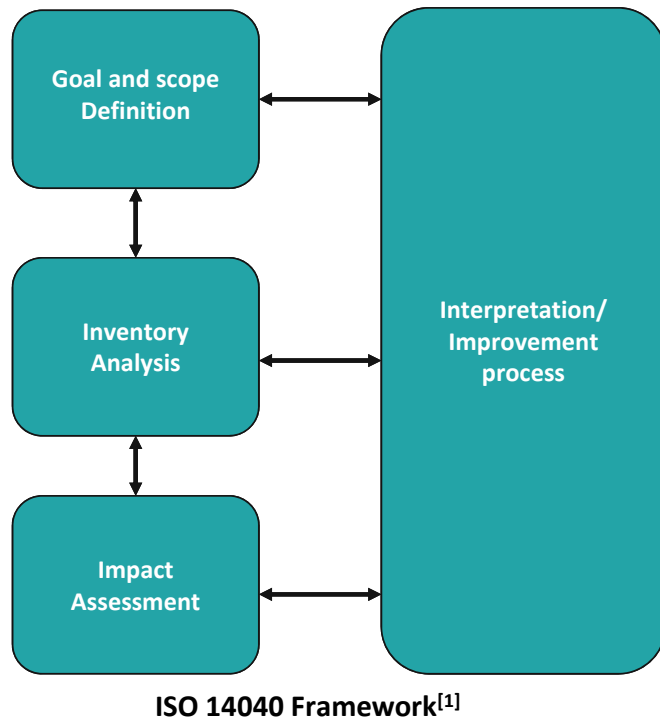 Goal and scope
Definition
Inventory
Analysis
Impact
Assessment
Interpretation/
Improvement
process
ISO 14040 Framework[1]